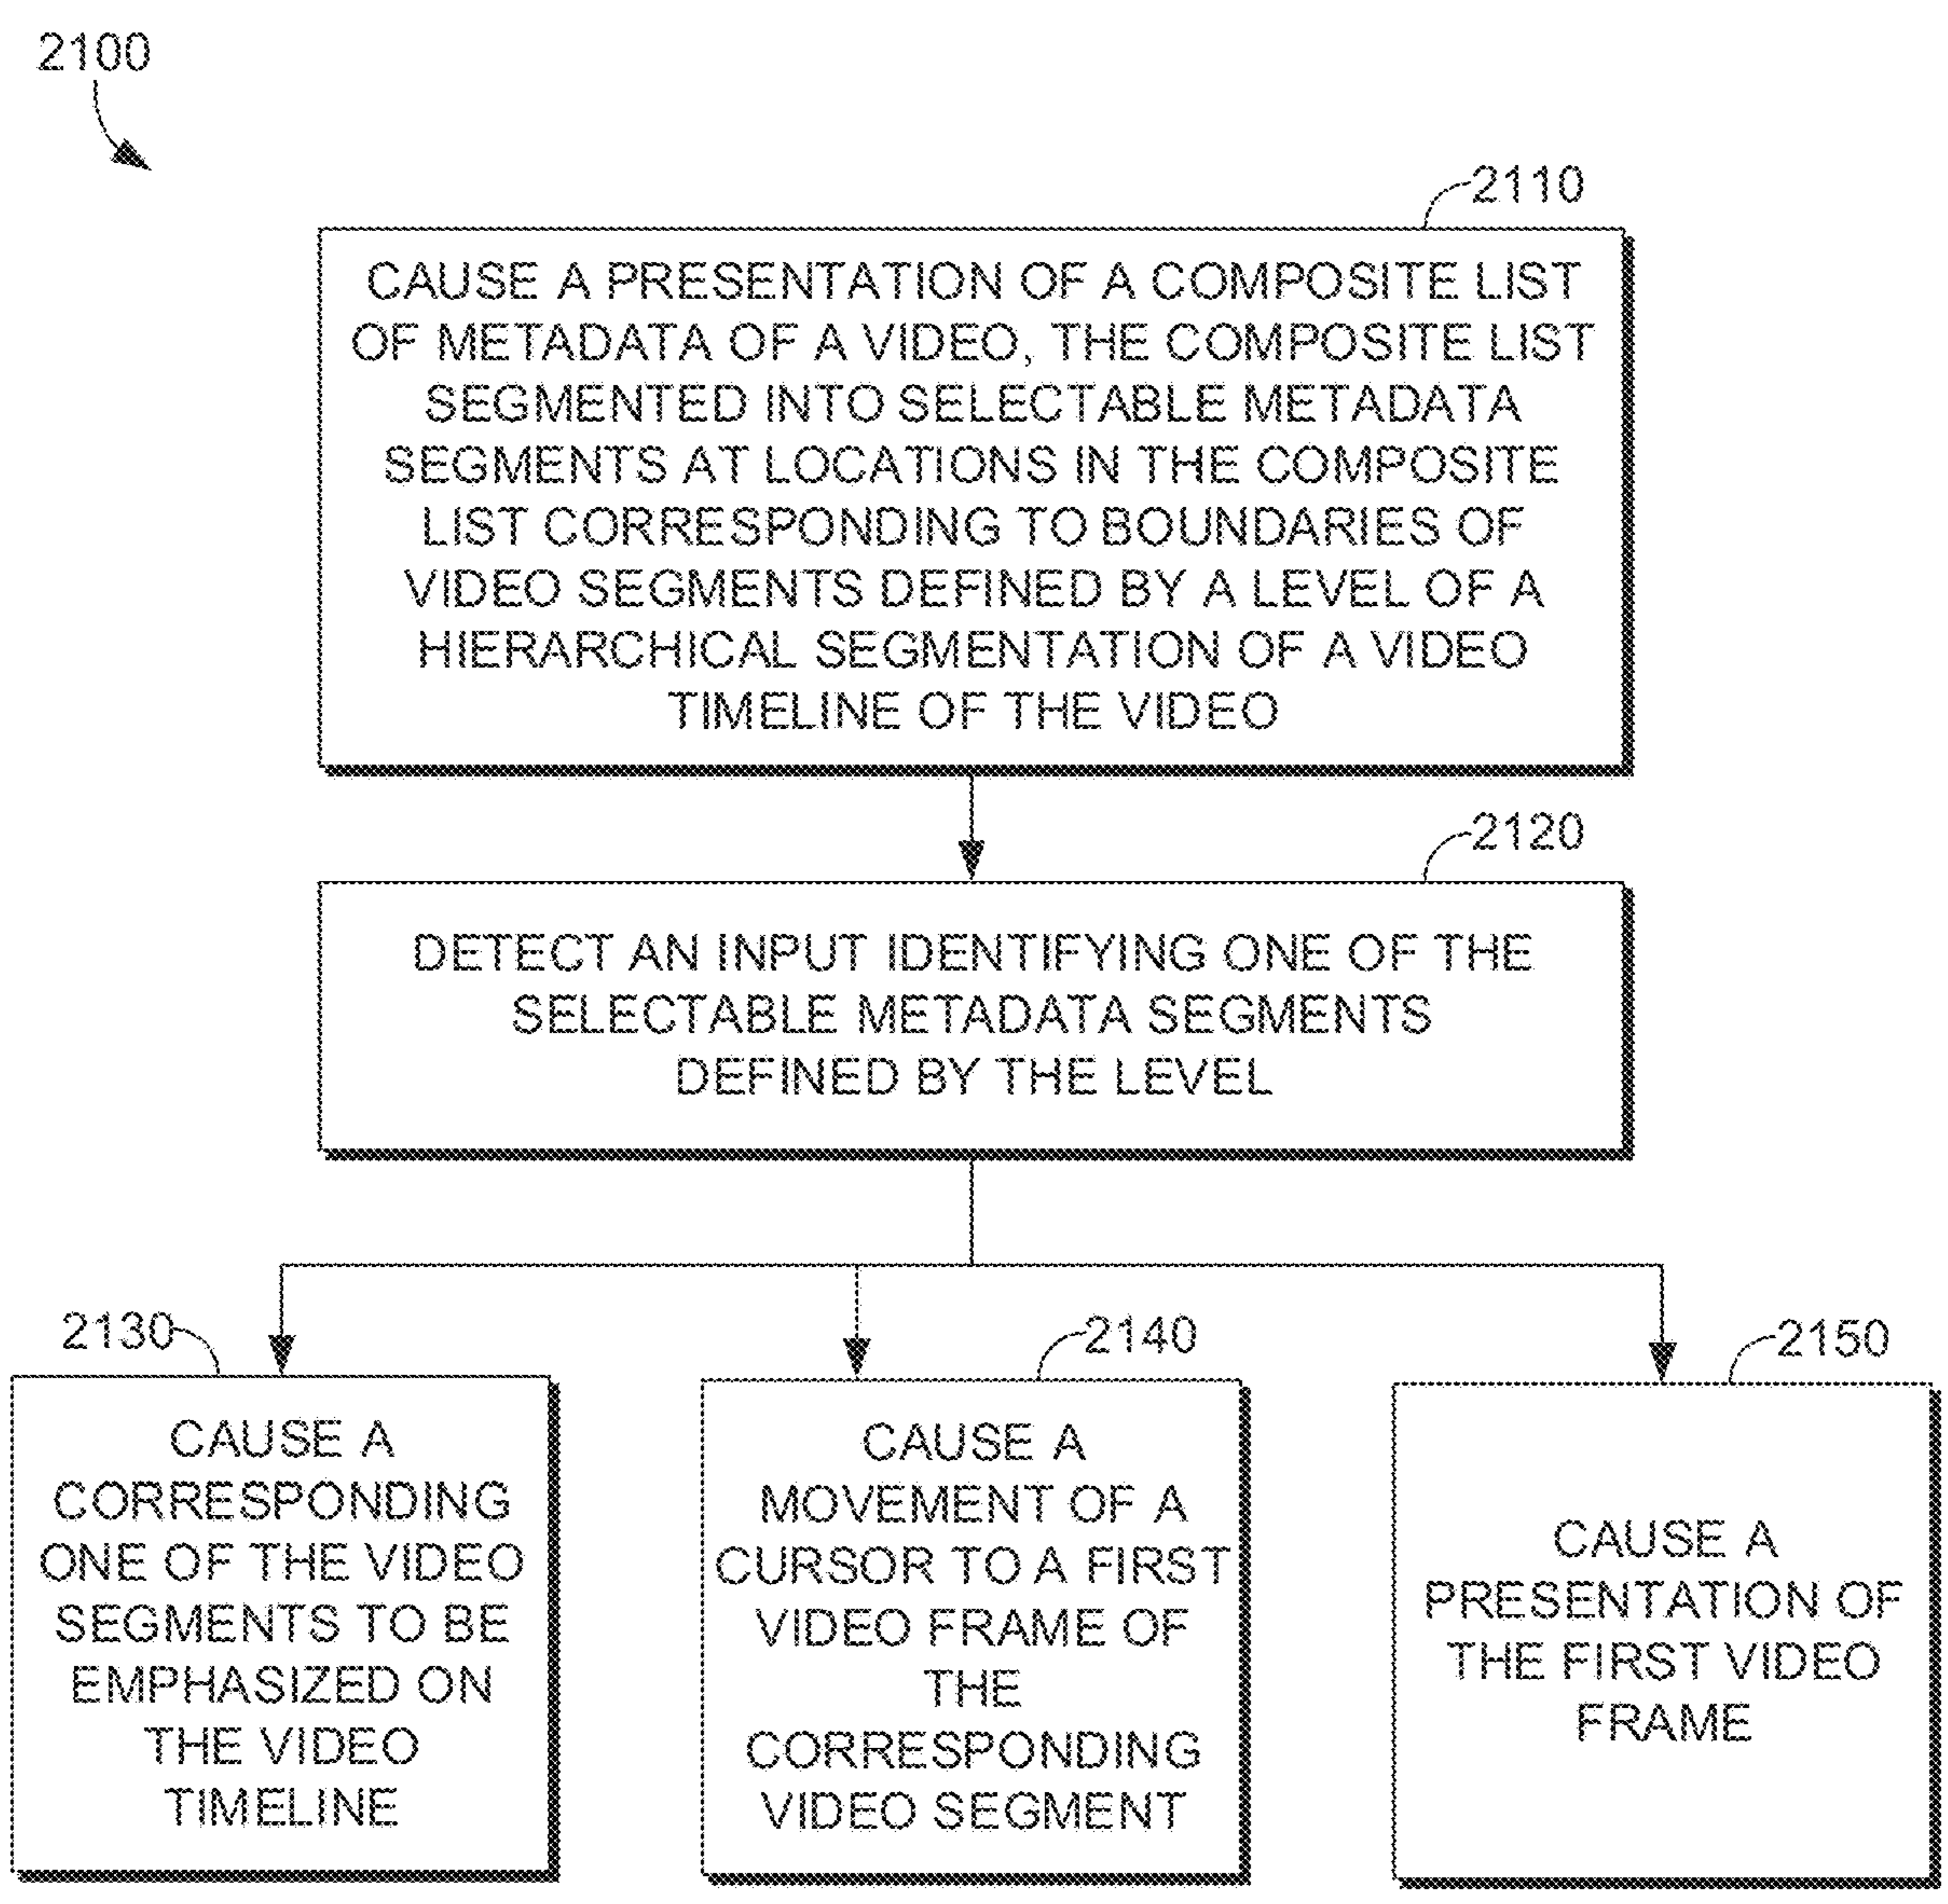 2100
2110
CAUSE A PRESENTATION OF A COMPOSITE LIST
OF METADATA OF A VIDEO, THE COMPOSITE LIST
SEGMENTED INTO SELECTABLE METADATA
SEGMENTS AT LOCATIONS IN THE COMPOSITE
LIST CORRESPONDING TO BOUNDARIES OF
VIDEO SEGMENTS DEFINED BY A LEVEL OF A
HIERARCHICAL SEGMENTATION OF A VIDEO
TIMELINE OF THE VIDEO
2120
DETECT AN INPUT IDENTIFYING ONE OF THE
SELECTABLE METADATA SEGMENTS
DEFINED BY THE LEVEL
2130
CAUSE A
CORRESPONDING
ONE OF THE VIDEO
SEGMENTS TO BE
EMPHASIZED ON
THE VIDEO
TIMELINE
2140
CAUSE A
MOVEMENT OF A
CURSOR TO A FIRST
VIDEO FRAME OF
THE
CORRESPONDING
VIDEO SEGMENT
2150
CAUSE A
PRESENTATION OF
THE FIRST VIDEO
FRAME